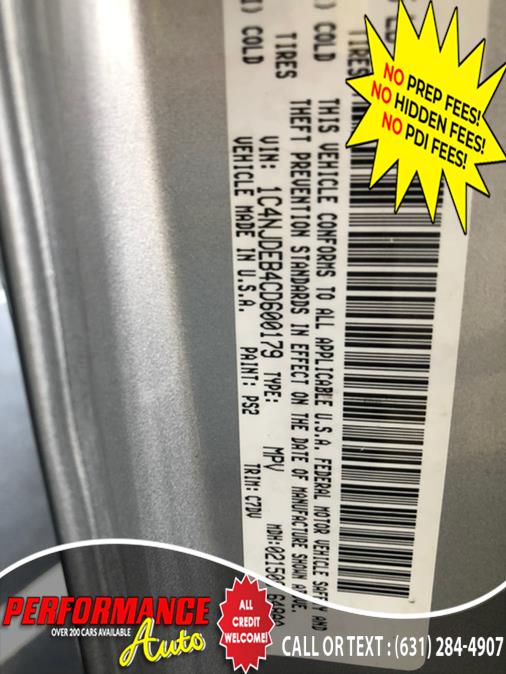 I) COLD TIRES
) COLD TIRES
THIS VEHICLE CONFORMS TO ALL APPLICABLE U.S.A. FEDERAL MOTOR VEHICLE SAFETY AND
THEFT PREVENTION STANDARDS IN EFFECT ON THE DATE OF MANUFACTURE SHOWN ABOVE.
VIN: 1C4NJDEB4CD600179 TYPE: MPV MDH:02150
VEHICLE MADE IN U.S.A. PAINT: PS2 TRIM: C7DV
NO PREP FEES!
NO HIDDEN FEES!
NO PDI FEES!
PERFORMANCE
OVER 200 CARS AVAILABLE
Auto
ALL
CREDIT
WELCOME!
CALL OR TEXT : (631) 284-4907